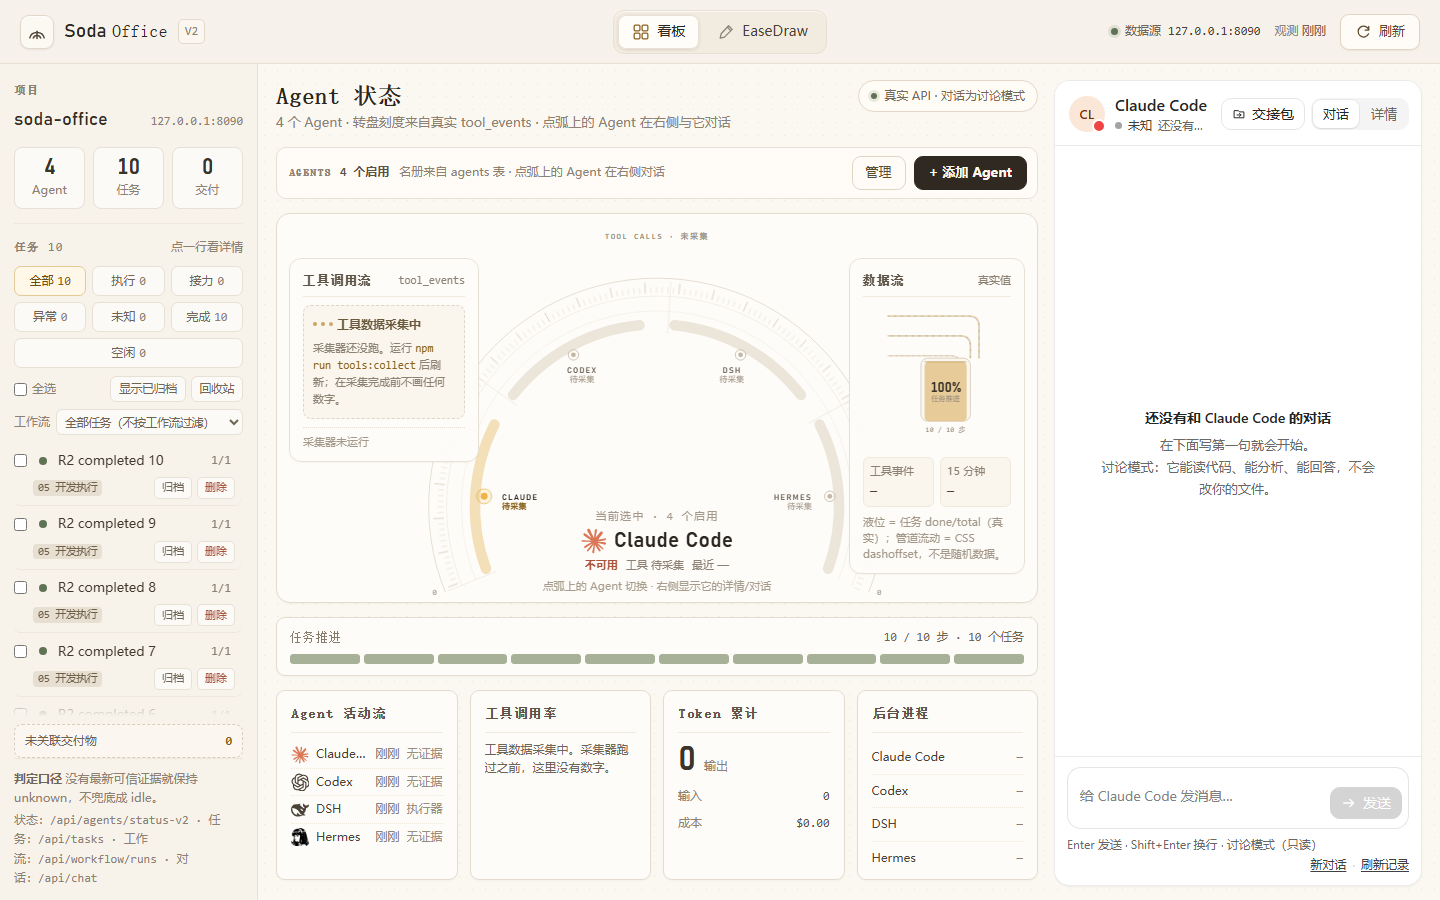 Soda Office V2
看板
EaseDraw
数据源 127.0.0.1:8090
观测 刚刚
刷新
项目
soda-office 127.0.0.1:8090
4 Agent
10 任务
0 交付
任务 10 点一行看详情
全部 10
执行 0
接力 0
异常 0
未知 0
完成 10
空闲 0
全选 显示已归档 回收站
工作流 全部任务（不按工作流过滤）
R2 completed 10 1/1
05 开发执行 归档 删除
R2 completed 9 1/1
05 开发执行 归档 删除
R2 completed 8 1/1
05 开发执行 归档 删除
R2 completed 7 1/1
05 开发执行 归档 删除
R2 completed 6 1/1
未关联交付物 0
判定口径 没有最新可信证据就保持
unknown，不兜底成 idle。
状态: /api/agents/status-v2 · 任
务: /api/tasks · 工作
流: /api/workflow/runs · 对
话: /api/chat
Agent 状态
4 个 Agent · 转盘刻度来自真实 tool_events · 点弧上的 Agent 在右侧与它对话
真实 API · 对话为讨论模式
AGENTS 4 个启用 名册来自 agents 表 · 点弧上的 Agent 在右侧对话
管理
+ 添加 Agent
TOOL CALLS · 未采集
工具调用流 tool_events
工具数据采集中
采集器还没跑。运行 npm
run tools:collect 后刷
新；在采集完成前不画任何
数字。
采集器未运行
CODEX
待采集
DSH
待采集
CLAUDE
待采集
HERMES
待采集
0
0
当前选中 · 4 个启用
Claude Code
不可用 工具 待采集 最近 —
点弧上的 Agent 切换 · 右侧显示它的详情/对话
数据流 真实值
100%
任务推进
10 / 10 步
工具事件
—
15 分钟
—
液位 = 任务 done/total（真
实）；管道流动 = CSS
dashoffset，不是随机数据。
任务推进 10 / 10 步 · 10 个任务
Agent 活动流
Claude... 刚刚 无证据
Codex 刚刚 无证据
DSH 刚刚 执行器
Hermes 刚刚 无证据
工具调用率
工具数据采集中。采集器跑
过之前，这里没有数字。
Token 累计
0 输出
输入 0
成本 $0.00
后台进程
Claude Code —
Codex —
DSH —
Hermes —
CL
Claude Code
未知 还没有...
交接包
对话
详情
还没有和 Claude Code 的对话
在下面写第一句就会开始。
讨论模式：它能读代码、能分析、能回答，不会
改你的文件。
给 Claude Code 发消息...
发送
Enter 发送 · Shift+Enter 换行 · 讨论模式（只读）
新对话 · 刷新记录